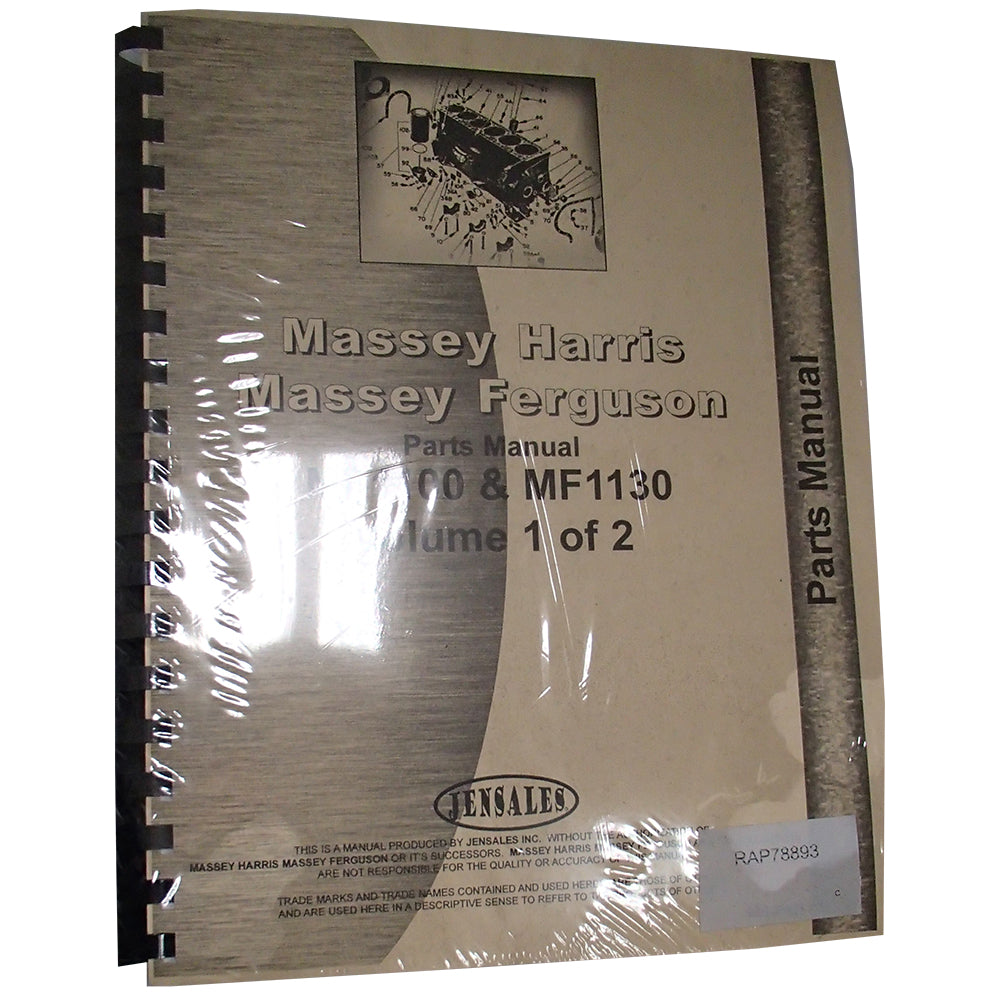 Massey Harris
Massey Ferguson
Parts Manual
& MF1130
1 of 2
Parts Manual
JENSALES
THIS IS A MANUAL PRODUCED BY JENSALES INC. WITHOUT THE
MASSEY HARRIS MASSEY FERGUSON OR IT'S SUCCESSORS. MASSEY HARRIS MASSEY
ARE NOT RESPONSIBLE FOR THE QUALITY OR ACCURACY OF THIS
TRADE MARKS AND TRADE NAMES CONTAINED AND USED
AND ARE USED HERE IN A DESCRIPTIVE SENSE TO REFER TO
RAP78893
C